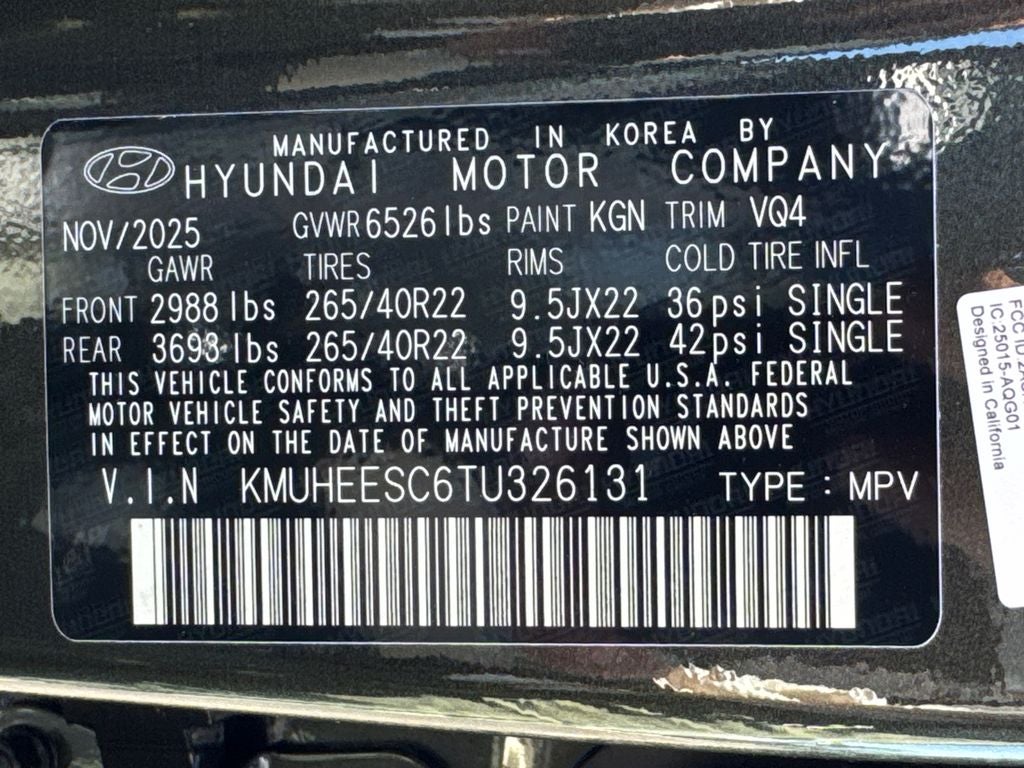 MANUFACTURED IN KOREA BY
HYUNDAI MOTOR COMPANY
NOV/2025 GVWR 6526 lbs PAINT KGN TRIM VQ4
GAWR TIRES RIMS COLD TIRE INFL
FRONT 2988 lbs 265/40R22 9.5JX22 36psi SINGLE
REAR 3698 lbs 265/40R22 9.5JX22 42psi SINGLE
THIS VEHICLE CONFORMS TO ALL APPLICABLE U.S.A. FEDERAL
MOTOR VEHICLE SAFETY AND THEFT PREVENTION STANDARDS
IN EFFECT ON THE DATE OF MANUFACTURE SHOWN ABOVE
V.I.N KMUHEESC6TU326131 TYPE : MPV
FCC ID
IC-25015-AQG01
Designed in California